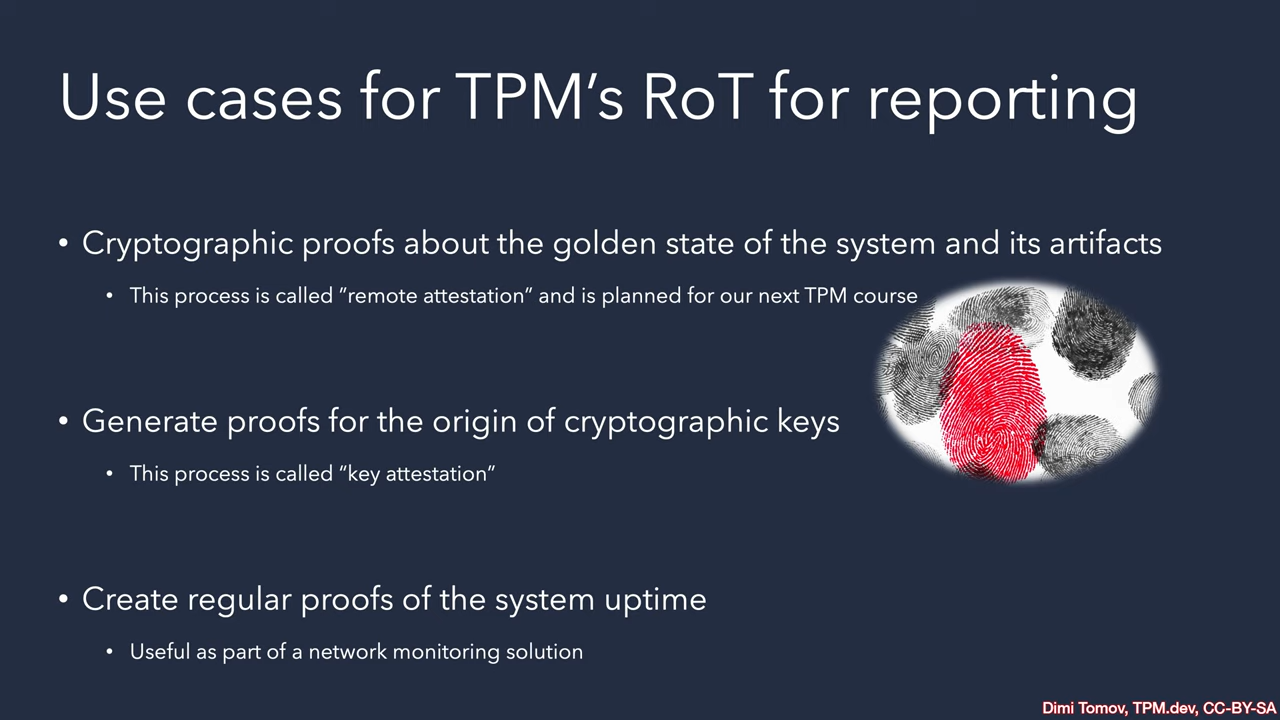 Use cases for TPM’s RoT for reporting
• Cryptographic proofs about the golden state of the system and its artifacts
• This process is called “remote attestation” and is planned for our next TPM course
• Generate proofs for the origin of cryptographic keys
• This process is called “key attestation”
• Create regular proofs of the system uptime
• Useful as part of a network monitoring solution
Dimi Tomov, TPM.dev, CC-BY-SA